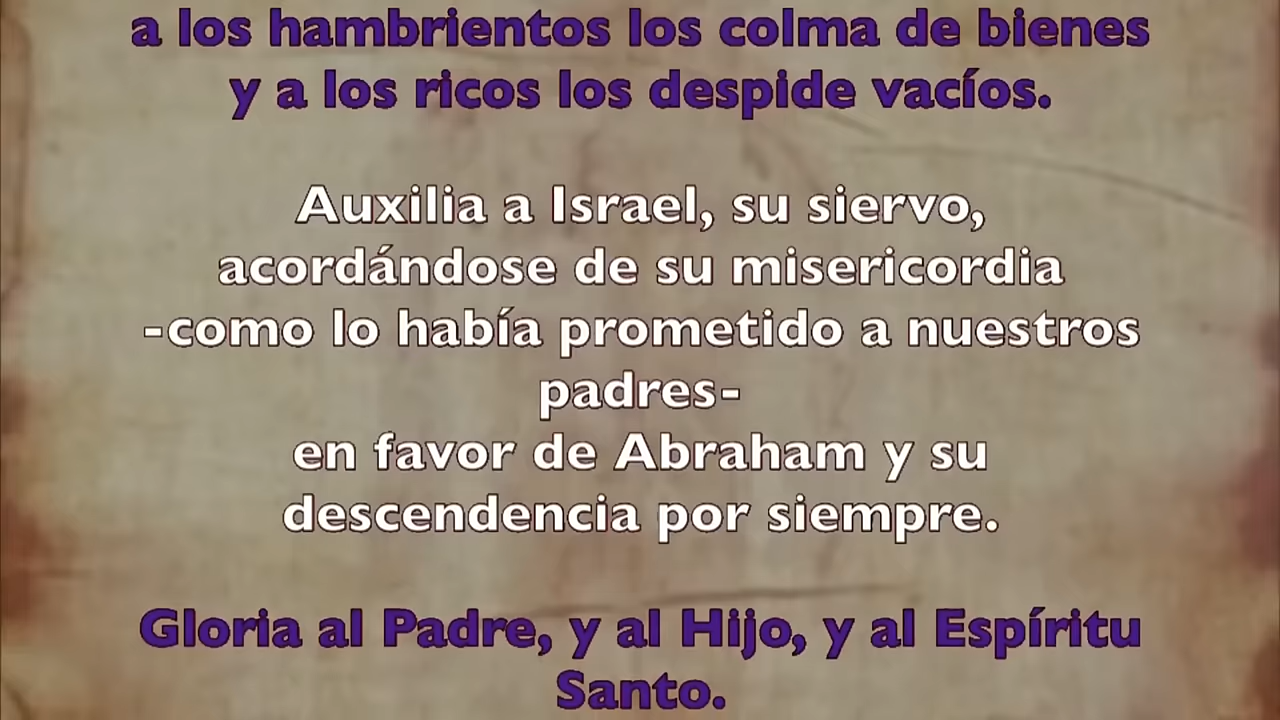 a los hambrientos los colma de bienes
y a los ricos los despide vacíos.
Auxilia a Israel, su siervo,
acordándose de su misericordia
-como lo había prometido a nuestros
padres-
en favor de Abraham y su
descendencia por siempre.
Gloria al Padre, y al Hijo, y al Espíritu
Santo.